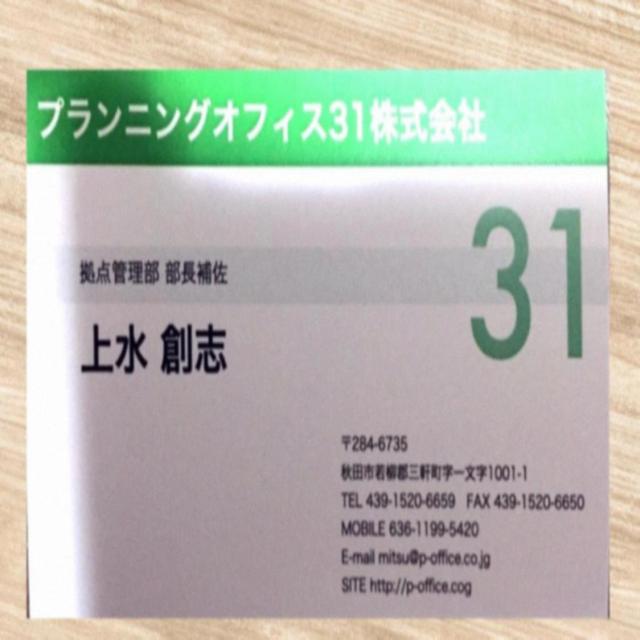 プランニングオフィス31株式会社
31
拠点管理部 部長補佐
上水 創志
〒284-6735
秋田市若柳郡三軒町字一文字1001-1
TEL 439-1520-6659 FAX 439-1520-6650
MOBILE 636-1199-5420
E-mail mitsu@p-office.co.jg
SITE http://p-office.cog